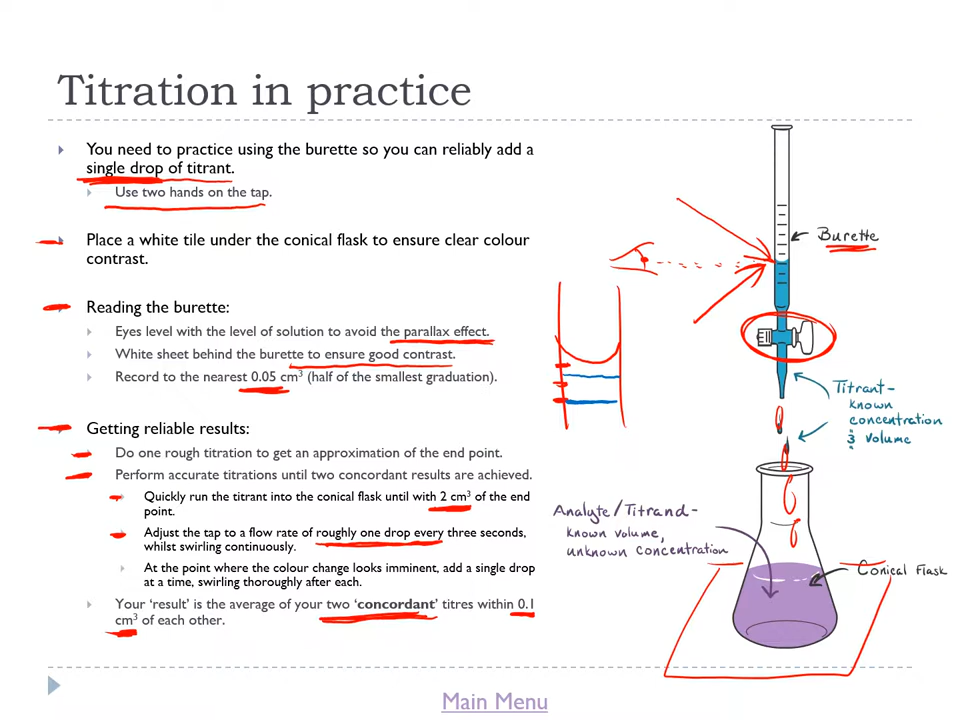 Titration in practice
You need to practice using the burette so you can reliably add a
single drop of titrant.
Use two hands on the tap.
Place a white tile under the conical flask to ensure clear colour
contrast.
Reading the burette:
Eyes level with the level of solution to avoid the parallax effect.
White sheet behind the burette to ensure good contrast.
Record to the nearest 0.05 cm³ (half of the smallest graduation).
Getting reliable results:
Do one rough titration to get an approximation of the end point.
Perform accurate titrations until two concordant results are achieved.
Quickly run the titrant into the conical flask until with 2 cm³ of the end
point.
Adjust the tap to a flow rate of roughly one drop every three seconds,
whilst swirling continuously.
At the point where the colour change looks imminent, add a single drop
at a time, swirling thoroughly after each.
Your ‘result’ is the average of your two ‘concordant’ titres within 0.1
cm³ of each other.
Burette
Titrant-
known
concentration
& volume
Analyte/Titrand-
known volume,
unknown concentration
Conical Flask
Main Menu